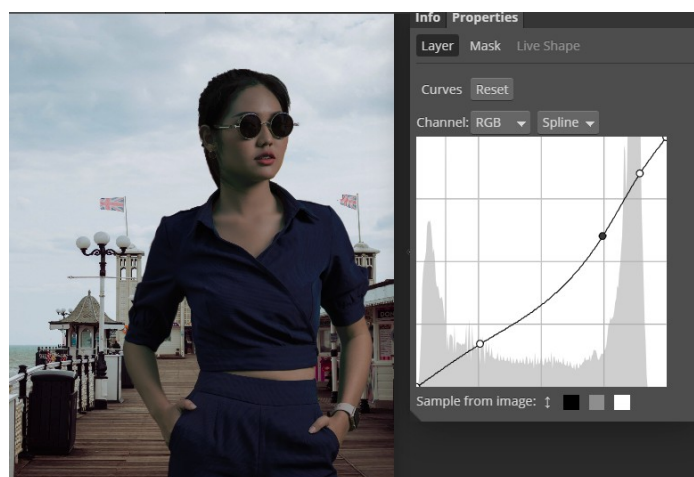 Info Properties
Layer Mask Live Shape
Curves Reset
Channel: RGB Spline
Sample from image: